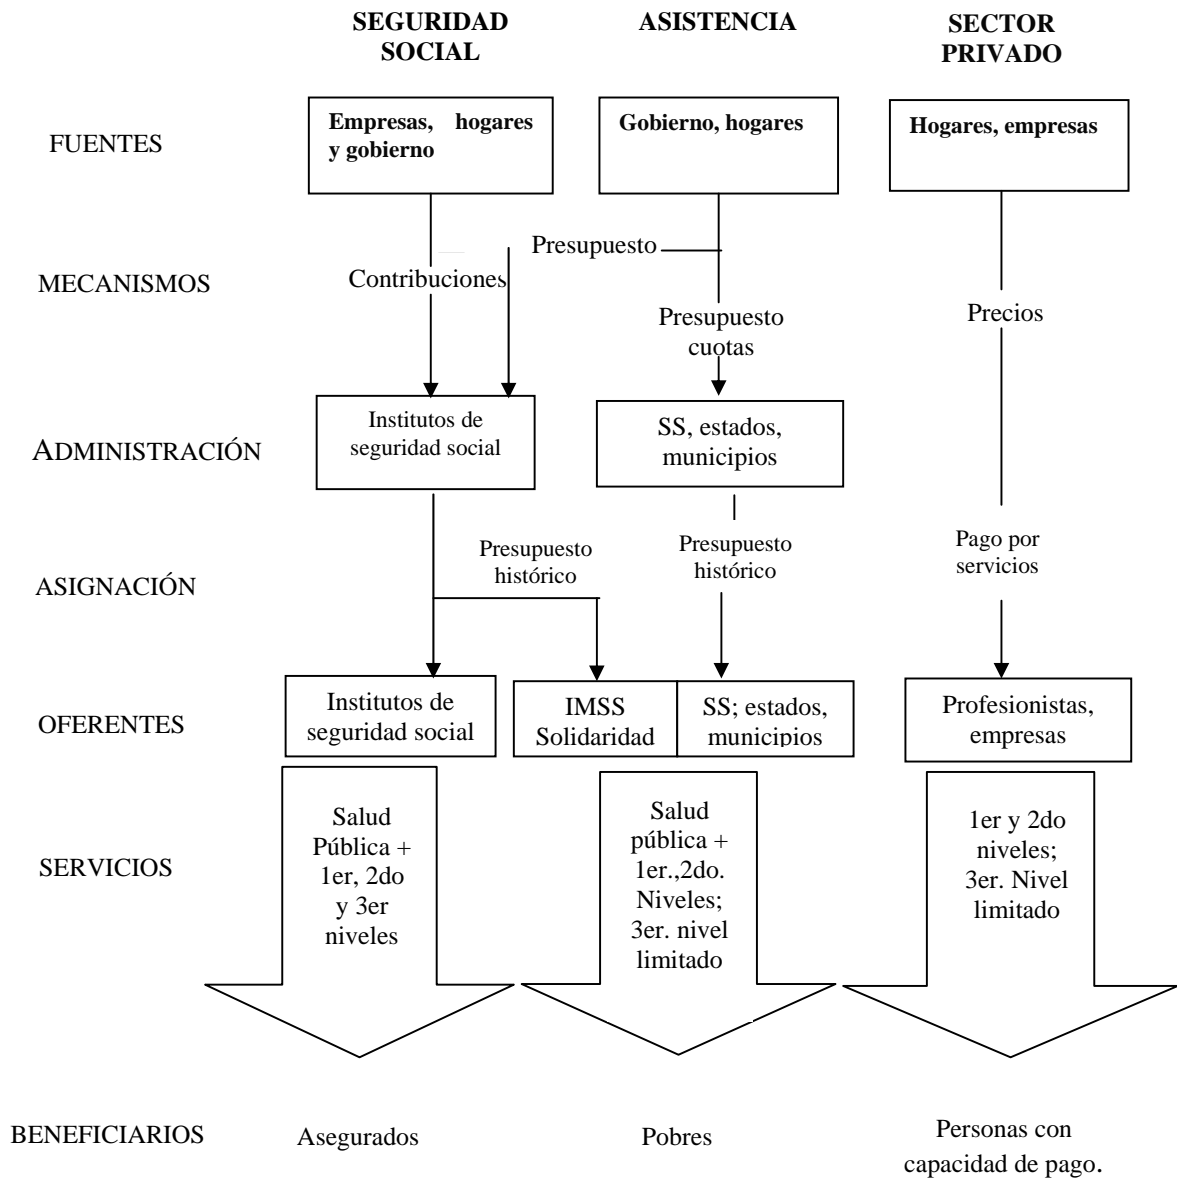 SEGURIDAD
SOCIAL
ASISTENCIA
SECTOR
PRIVADO
FUENTES
Empresas, hogares
y gobierno
Gobierno, hogares
Hogares, empresas
MECANISMOS
Contribuciones
Presupuesto
Presupuesto
cuotas
Precios
ADMINISTRACIÓN
Institutos de
seguridad social
SS, estados,
municipios
ASIGNACIÓN
Presupuesto
histórico
Presupuesto
histórico
Pago por
servicios
OFERENTES
Institutos de
seguridad social
IMSS
Solidaridad
SS; estados,
municipios
Profesionistas,
empresas
SERVICIOS
Salud
Pública +
1er, 2do
y 3er
niveles
Salud
pública +
1er.,2do.
Niveles;
3er. nivel
limitado
1er y 2do
niveles;
3er. Nivel
limitado
BENEFICIARIOS
Asegurados
Pobres
Personas con
capacidad de pago.